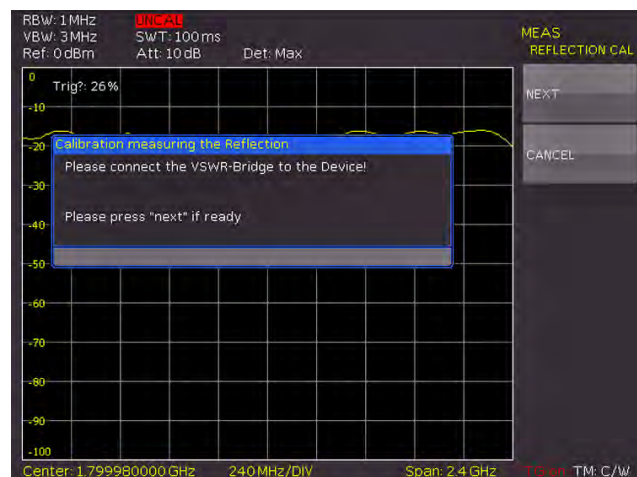 RBW: 1 MHz UNCAL
VBW: 3 MHz SWT: 100 ms
Ref: 0 dBm Att: 10 dB Det: Max
MEAS
REFLECTION CAL
0
Trig?: 26%
-10
-20
-30
-40
-50
-60
-70
-80
-90
-100
Calibration measuring the Reflection
Please connect the VSWR-Bridge to the Device!
Please press "next" if ready
NEXT
CANCEL
Center: 1.799980000 GHz 240 MHz/DIV Span: 2.4 GHz TG on TM: C/W